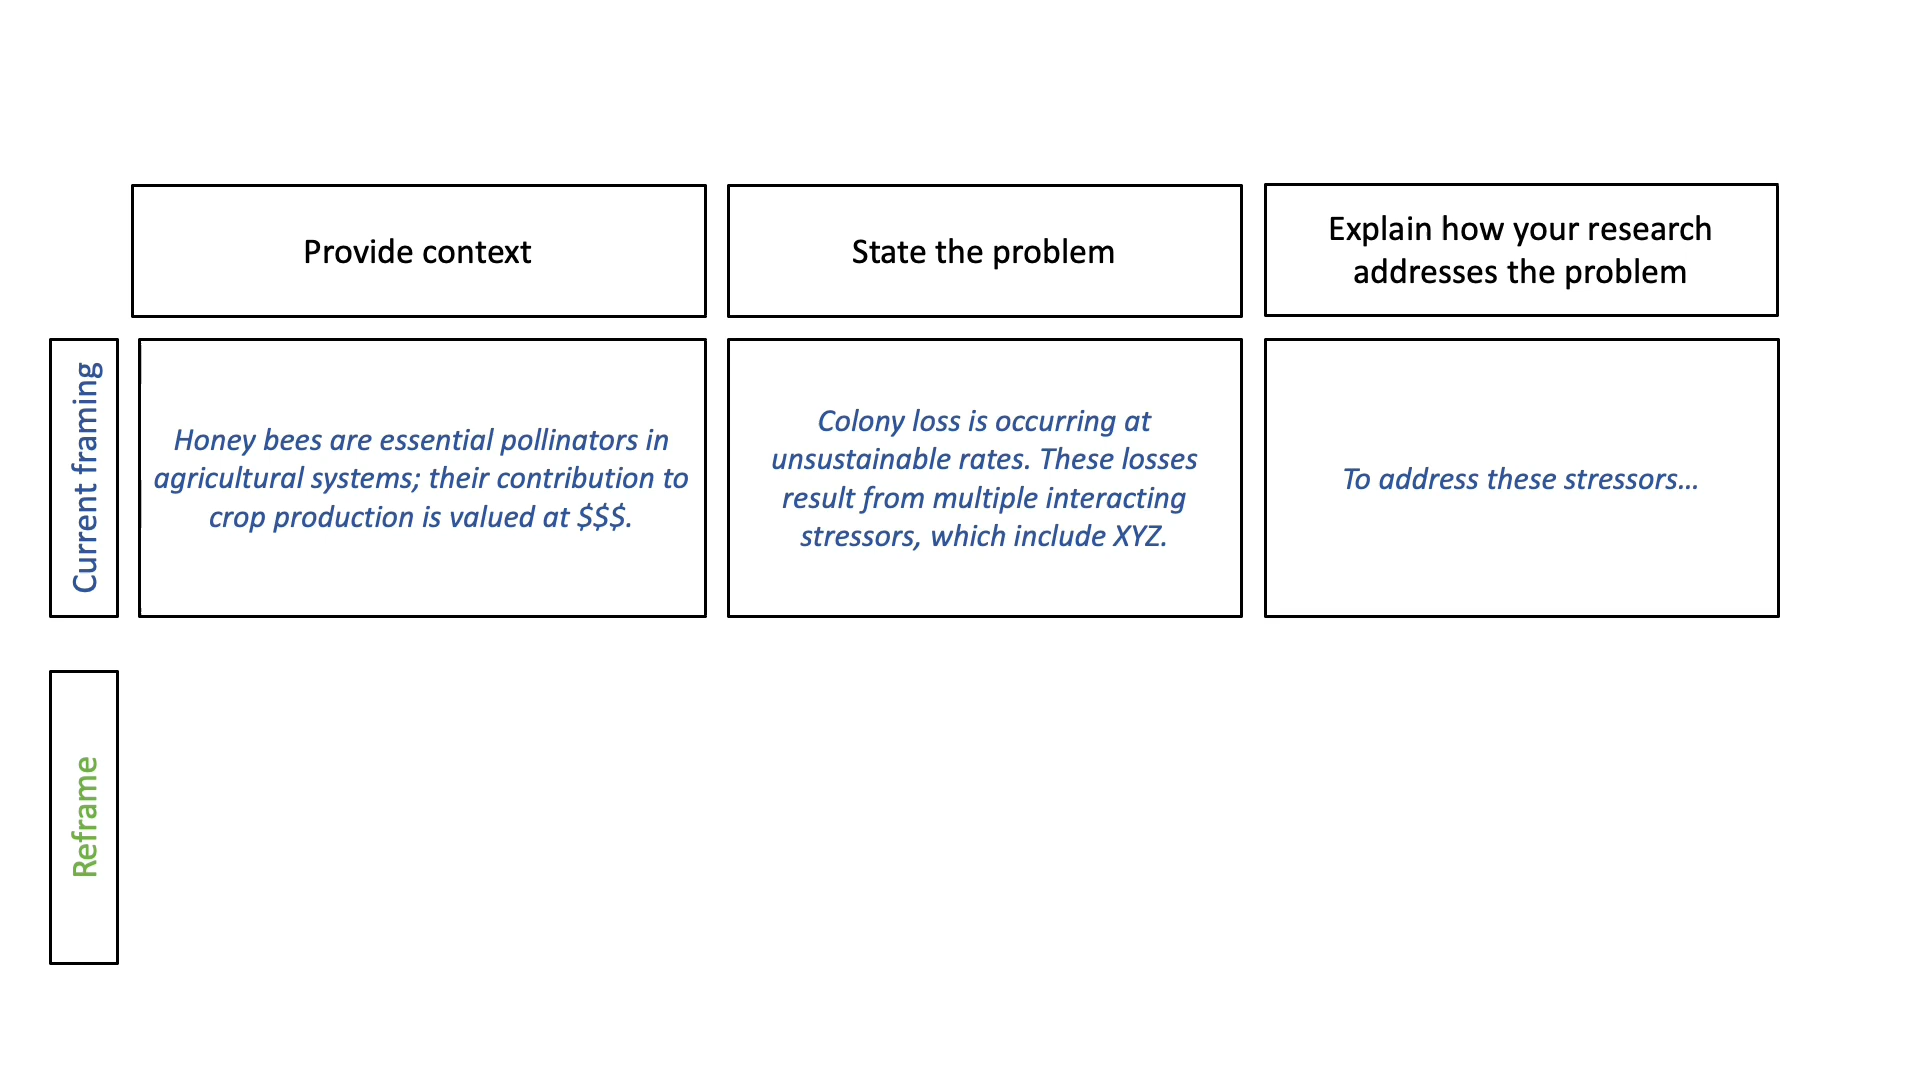 Provide context
State the problem
Explain how your research
addresses the problem
Current framing
Honey bees are essential pollinators in
agricultural systems; their contribution to
crop production is valued at $$$.
Colony loss is occurring at
unsustainable rates. These losses
result from multiple interacting
stressors, which include XYZ.
To address these stressors...
Reframe